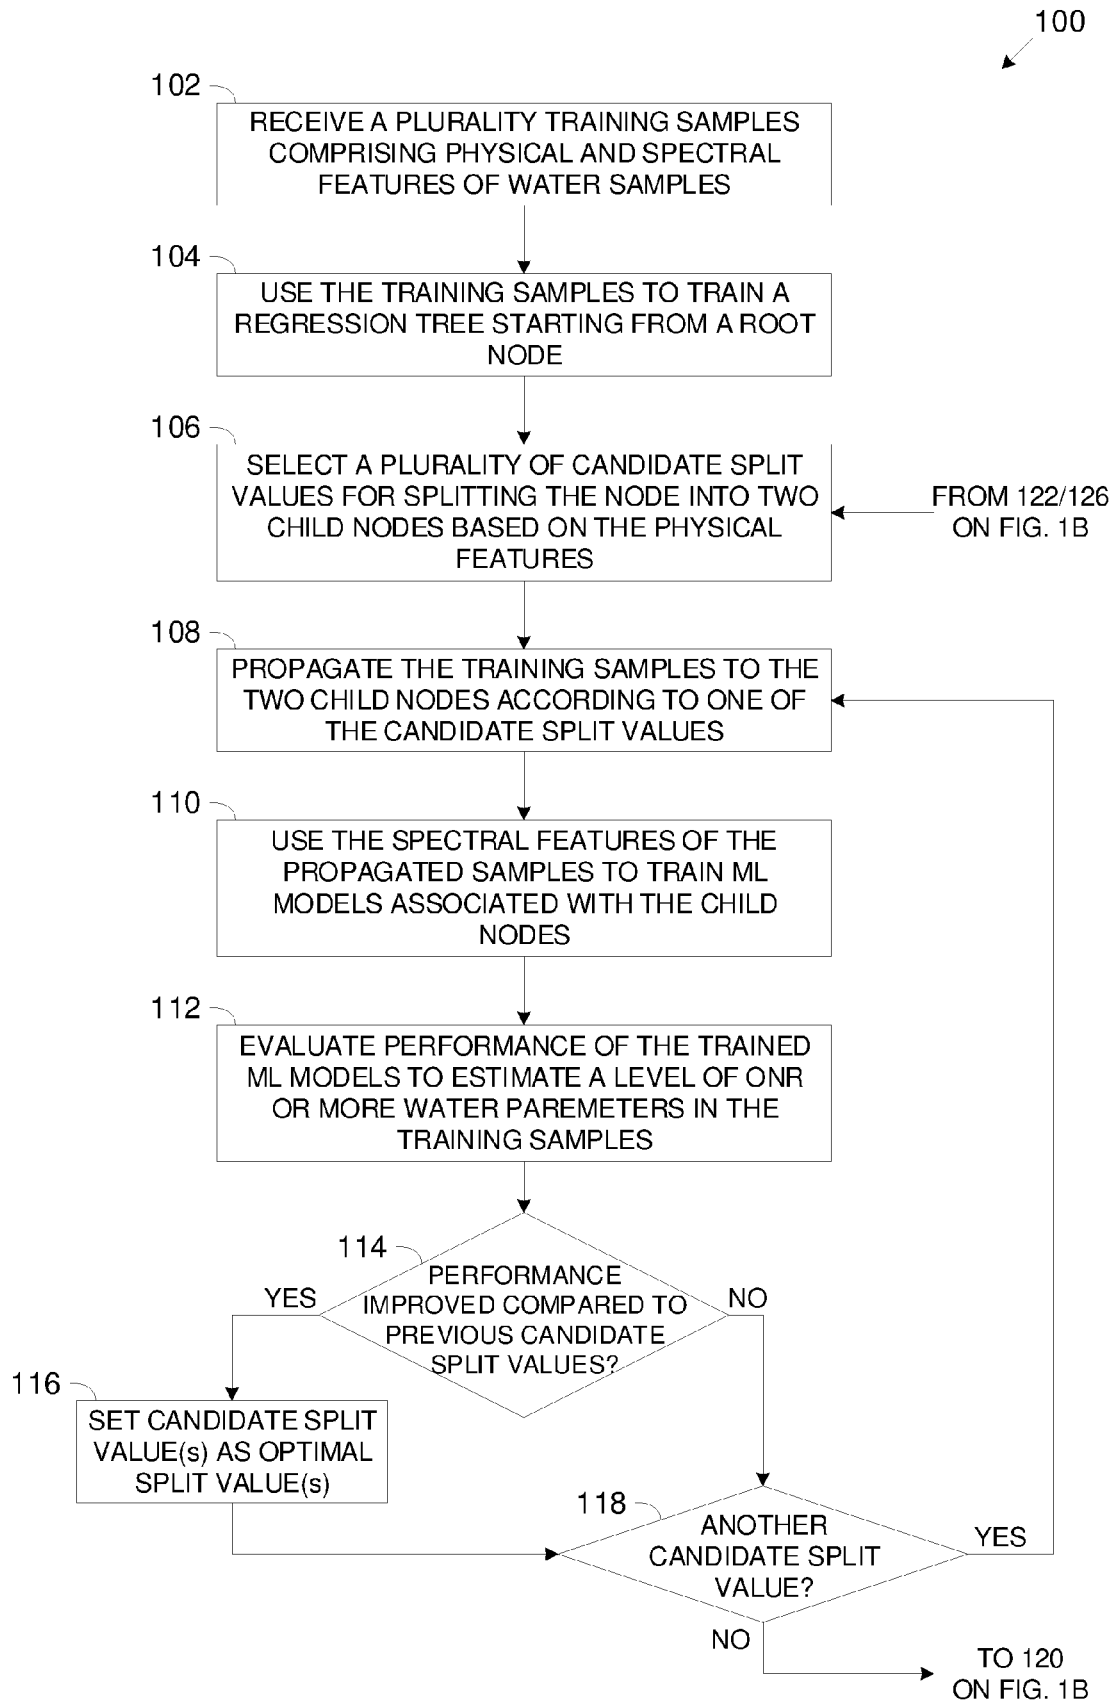 100
102
RECEIVE A PLURALITY TRAINING SAMPLES
COMPRISING PHYSICAL AND SPECTRAL
FEATURES OF WATER SAMPLES
104
USE THE TRAINING SAMPLES TO TRAIN A
REGRESSION TREE STARTING FROM A ROOT
NODE
106
SELECT A PLURALITY OF CANDIDATE SPLIT
VALUES FOR SPLITTING THE NODE INTO TWO
CHILD NODES BASED ON THE PHYSICAL
FEATURES
FROM 122/126
ON FIG. 1B
108
PROPAGATE THE TRAINING SAMPLES TO THE
TWO CHILD NODES ACCORDING TO ONE OF
THE CANDIDATE SPLIT VALUES
110
USE THE SPECTRAL FEATURES OF THE
PROPAGATED SAMPLES TO TRAIN ML
MODELS ASSOCIATED WITH THE CHILD
NODES
112
EVALUATE PERFORMANCE OF THE TRAINED
ML MODELS TO ESTIMATE A LEVEL OF ONR
OR MORE WATER PAREMETERS IN THE
TRAINING SAMPLES
114
PERFORMANCE
IMPROVED COMPARED TO
PREVIOUS CANDIDATE
SPLIT VALUES?
YES
NO
116
SET CANDIDATE SPLIT
VALUE(s) AS OPTIMAL
SPLIT VALUE(s)
118
ANOTHER
CANDIDATE SPLIT
VALUE?
YES
NO
TO 120
ON FIG. 1B